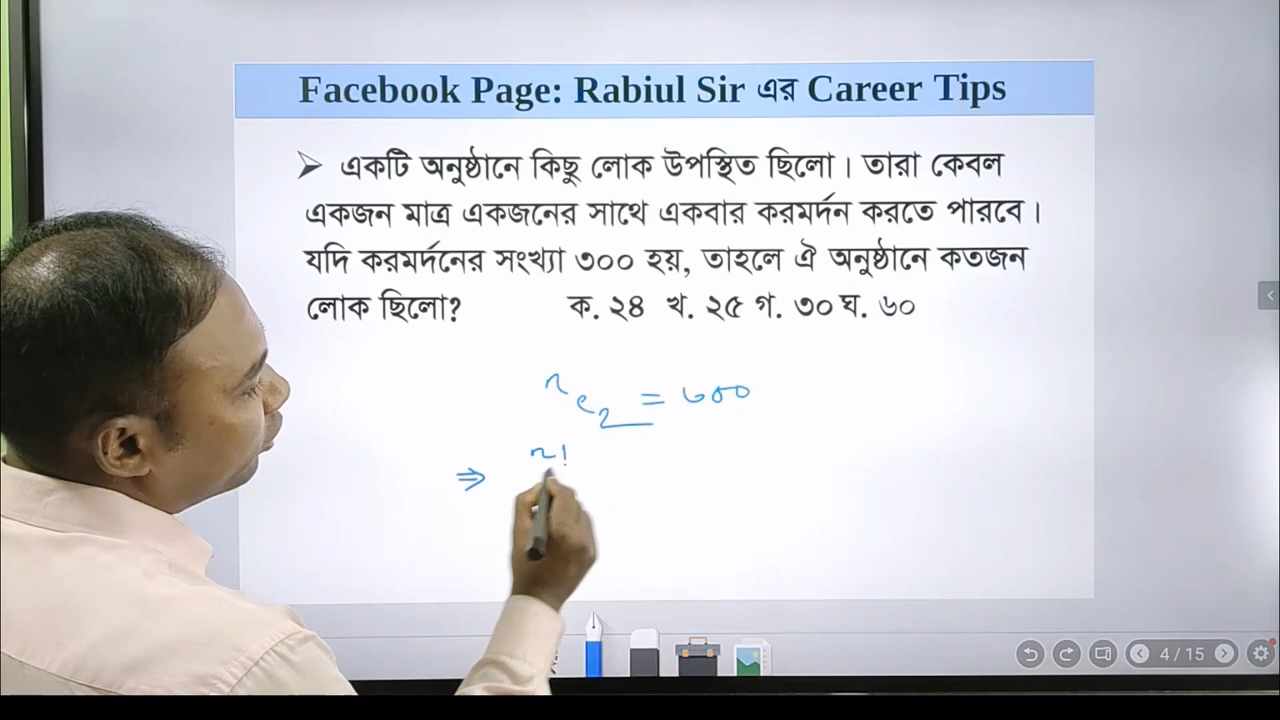 Facebook Page: Rabiul Sir এর Career Tips
➢ একটি অনুষ্ঠানে কিছু লোক উপস্থিত ছিলো। তারা কেবল
একজন মাত্র একজনের সাথে একবার করমর্দন করতে পারবে।
যদি করমর্দনের সংখ্যা ৩০০ হয়, তাহলে ঐ অনুষ্ঠানে কতজন
লোক ছিলো? ক. ২৪ খ. ২৫ গ. ৩০ ঘ. ৬০
ⁿc₂ = ৩০০
⇒ n!
4 / 15